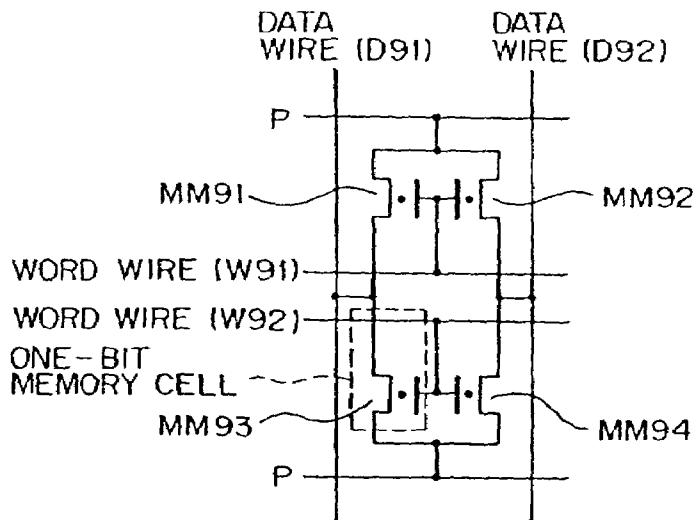 DATA WIRE (D91)
DATA WIRE (D92)
P
MM91
MM92
WORD WIRE (W91)
WORD WIRE (W92)
ONE-BIT
MEMORY CELL
MM93
MM94
P